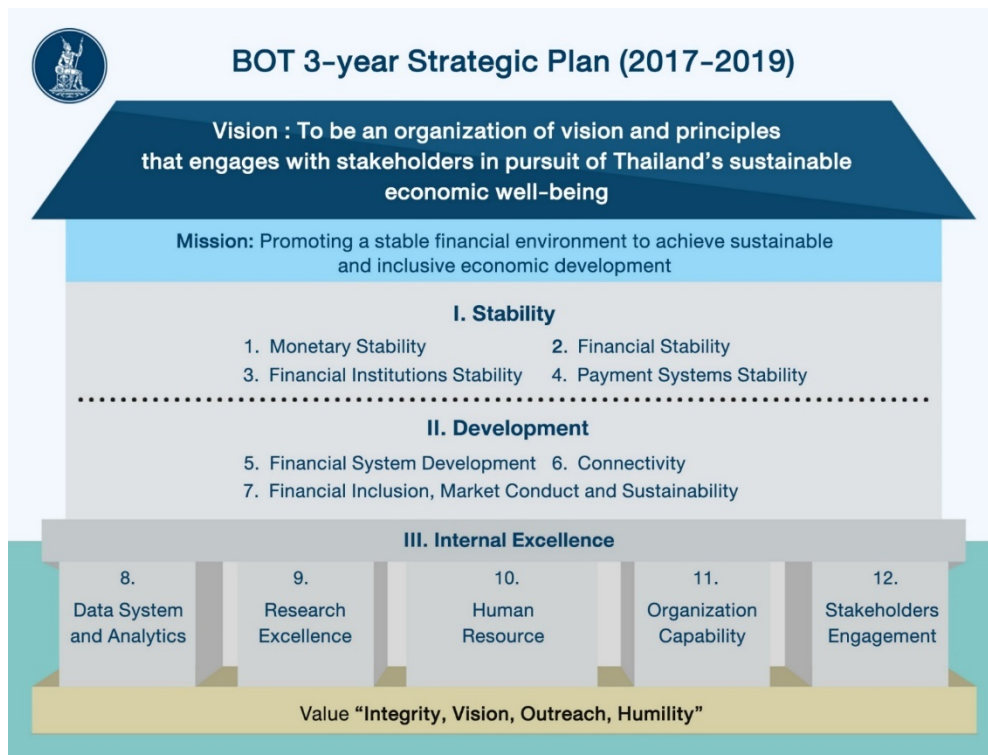 BOT 3-year Strategic Plan (2017-2019)
Vision : To be an organization of vision and principles
that engages with stakeholders in pursuit of Thailand's sustainable
economic well-being
Mission: Promoting a stable financial environment to achieve sustainable
and inclusive economic development
I. Stability
1. Monetary Stability 2. Financial Stability
3. Financial Institutions Stability 4. Payment Systems Stability
II. Development
5. Financial System Development 6. Connectivity
7. Financial Inclusion, Market Conduct and Sustainability
III. Internal Excellence
8.
Data System
and Analytics
9.
Research
Excellence
10.
Human
Resource
11.
Organization
Capability
12.
Stakeholders
Engagement
Value “Integrity, Vision, Outreach, Humility”